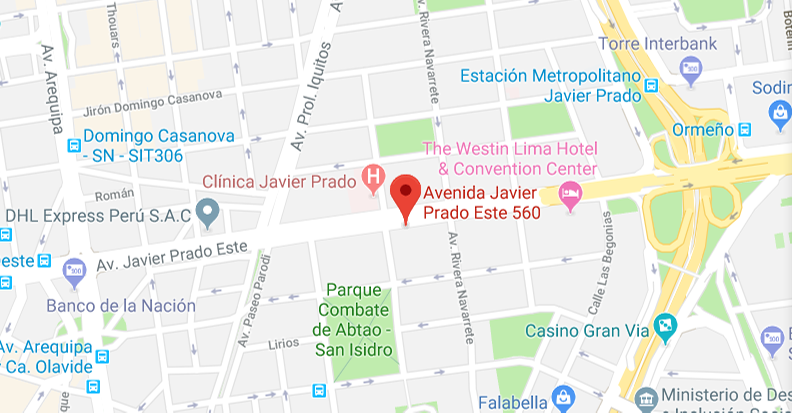 Thouars
Av. Arequipa
Av. Prol. Iquitos
Av. Rivera Navarrete
Torre Interbank
Estación Metropolitano
Javier Prado
Sodim
Jirón Domingo Casanova
Ormeño
Domingo Casanova
- SN - SIT306
The Westin Lima Hotel
& Convention Center
Clínica Javier Prado
Avenida Javier
Prado Este 560
Román
DHL Express Perú S.A.C
Av. Javier Prado Este
este
Av. Paseo Parodi
Av. Rivera Navarrete
Calle Las Begonias
Banco de la Nación
Parque
Combate
de Abtao -
San Isidro
Casino Gran Vía
Lirios
Av. Arequipa
y Ca. Olavide
Falabella
Ministerio de Des
e Inclusión Social